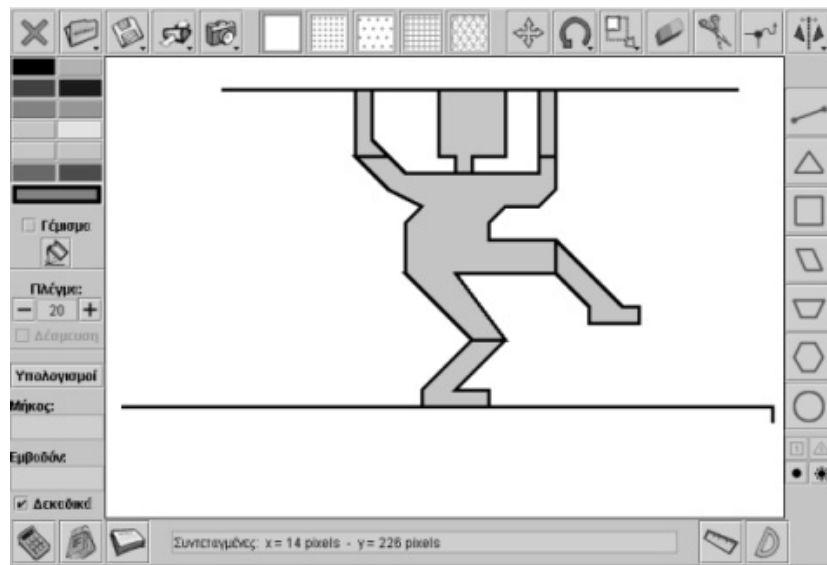 Γέμισμα
Πλέγμα:
20
Δέσμευση
Υπολογισμοί
Μήκος:
Εμβαδόν:
Δεκαδικά
Συντεταγμένες: x = 14 pixels - y = 226 pixels